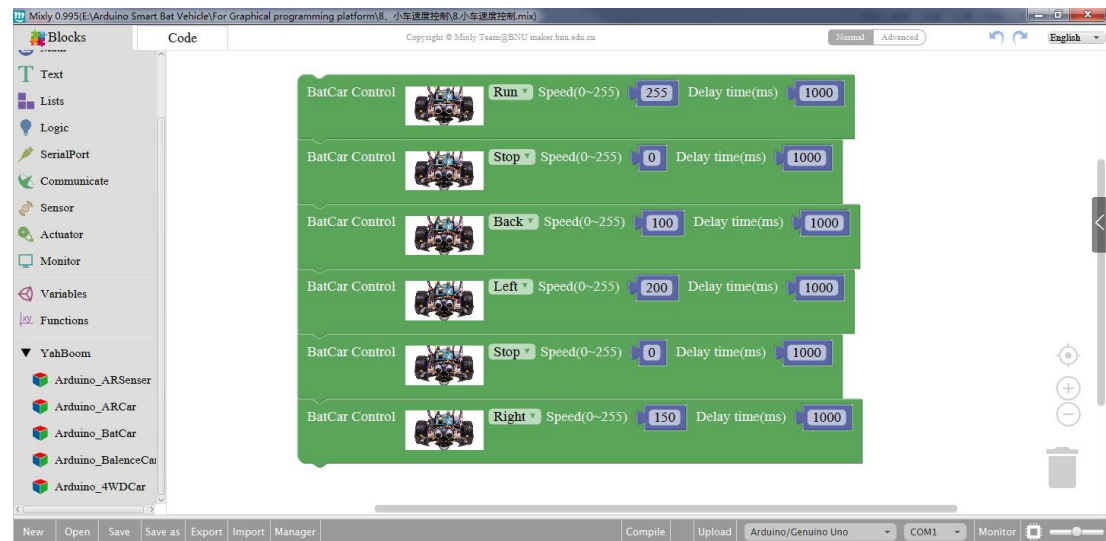 Mixly 0.995(E:\Arduino Smart Bat Vehicle\For Graphical programming platform\8、小车速度控制\8.小车速度控制.mix)
Blocks Code Copyright © Mixly Team@BNU maker.bnu.edu.cn Normal Advanced English
Text
Lists
Logic
SerialPort
Communicate
Sensor
Actuator
Monitor
Variables
Functions
YahBoom
Arduino_ARSenser
Arduino_ARCar
Arduino_BatCar
Arduino_BalenceCar
Arduino_4WDCar
BatCar Control Run Speed(0~255) 255 Delay time(ms) 1000
BatCar Control Stop Speed(0~255) 0 Delay time(ms) 1000
BatCar Control Back Speed(0~255) 100 Delay time(ms) 1000
BatCar Control Left Speed(0~255) 200 Delay time(ms) 1000
BatCar Control Stop Speed(0~255) 0 Delay time(ms) 1000
BatCar Control Right Speed(0~255) 150 Delay time(ms) 1000
New Open Save Save as Export Import Manager Compile Upload Arduino/Genuino Uno COM1 Monitor